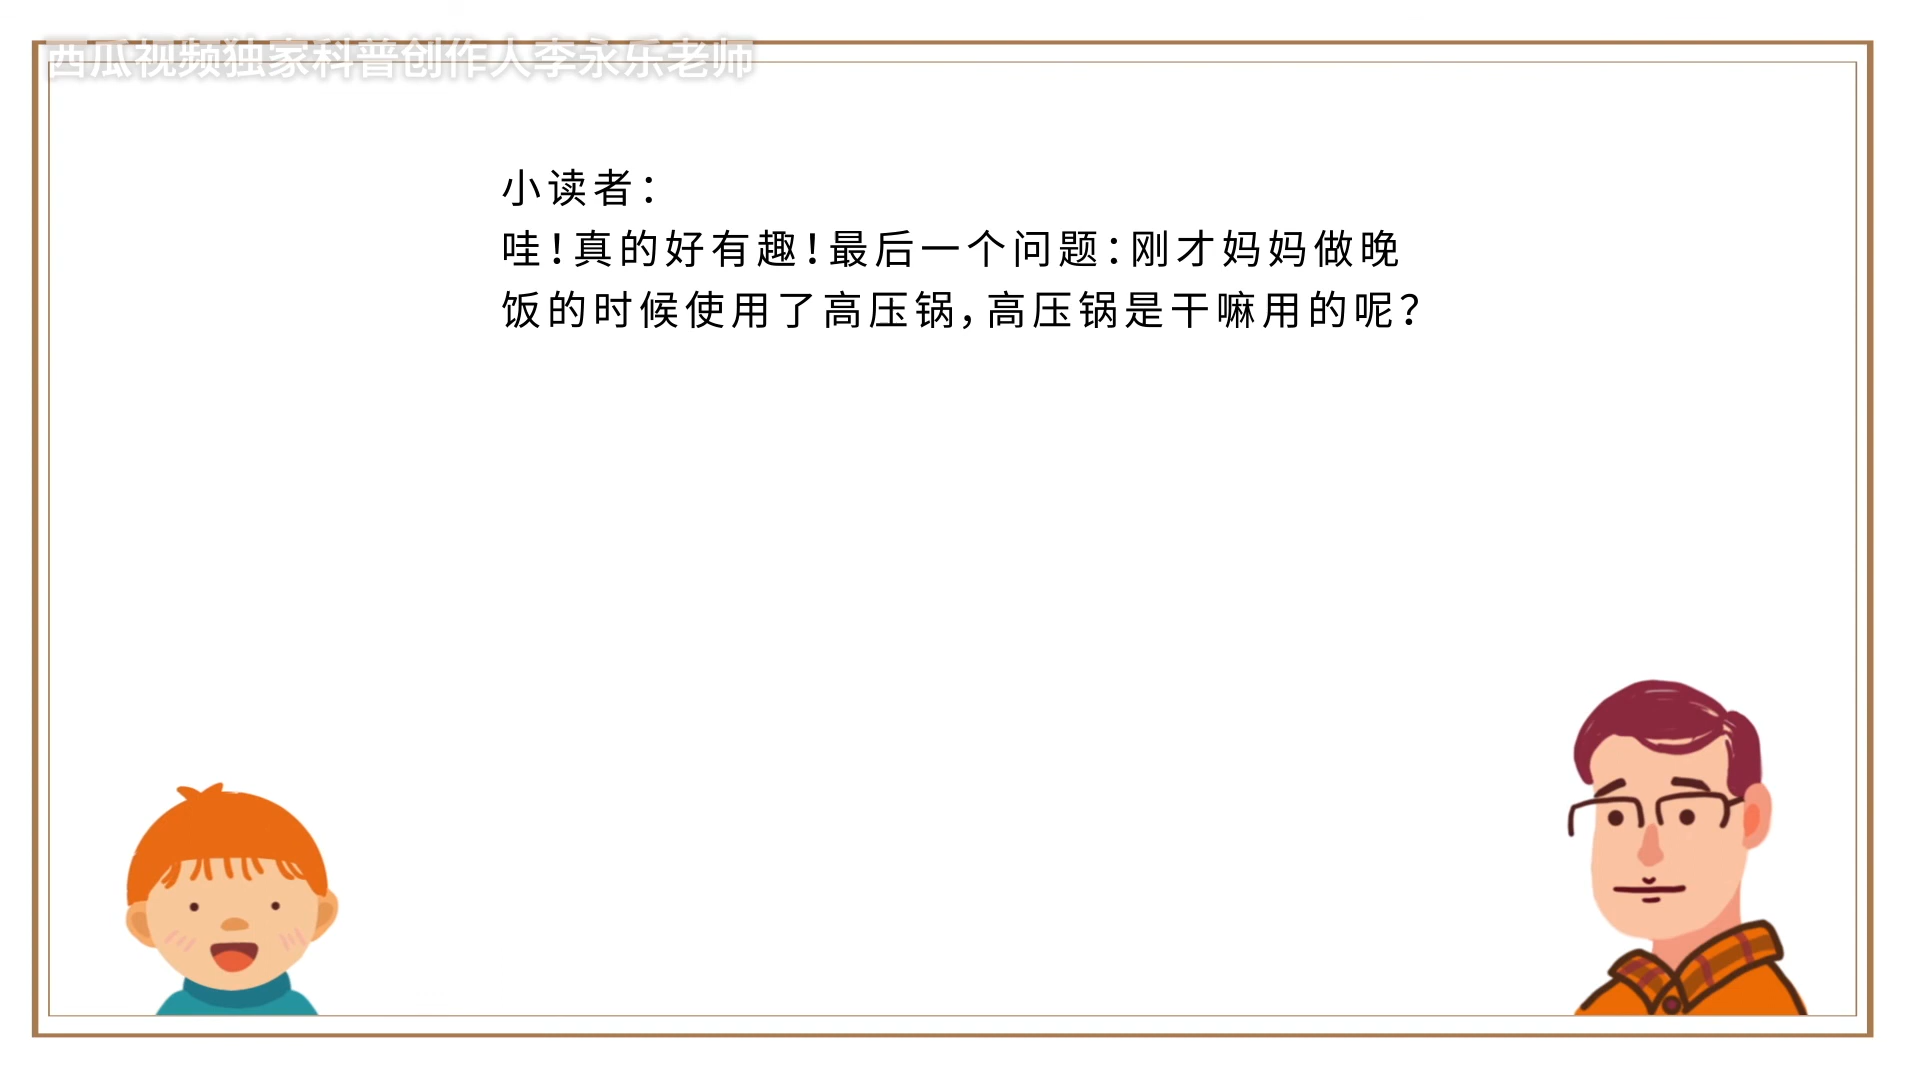 西瓜视频独家科普创作人李永乐老师
小读者：
哇！真的好有趣！最后一个问题：刚才妈妈做晚
饭的时候使用了高压锅，高压锅是干嘛用的呢？